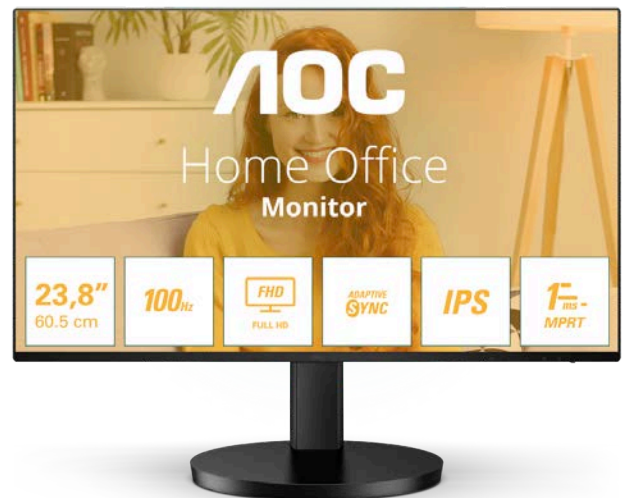 AOC
Home Office
Monitor
23,8"
60.5 cm
100Hz
FHD
FULL HD
ADAPTIVE
SYNC
IPS
1ms
MPRT